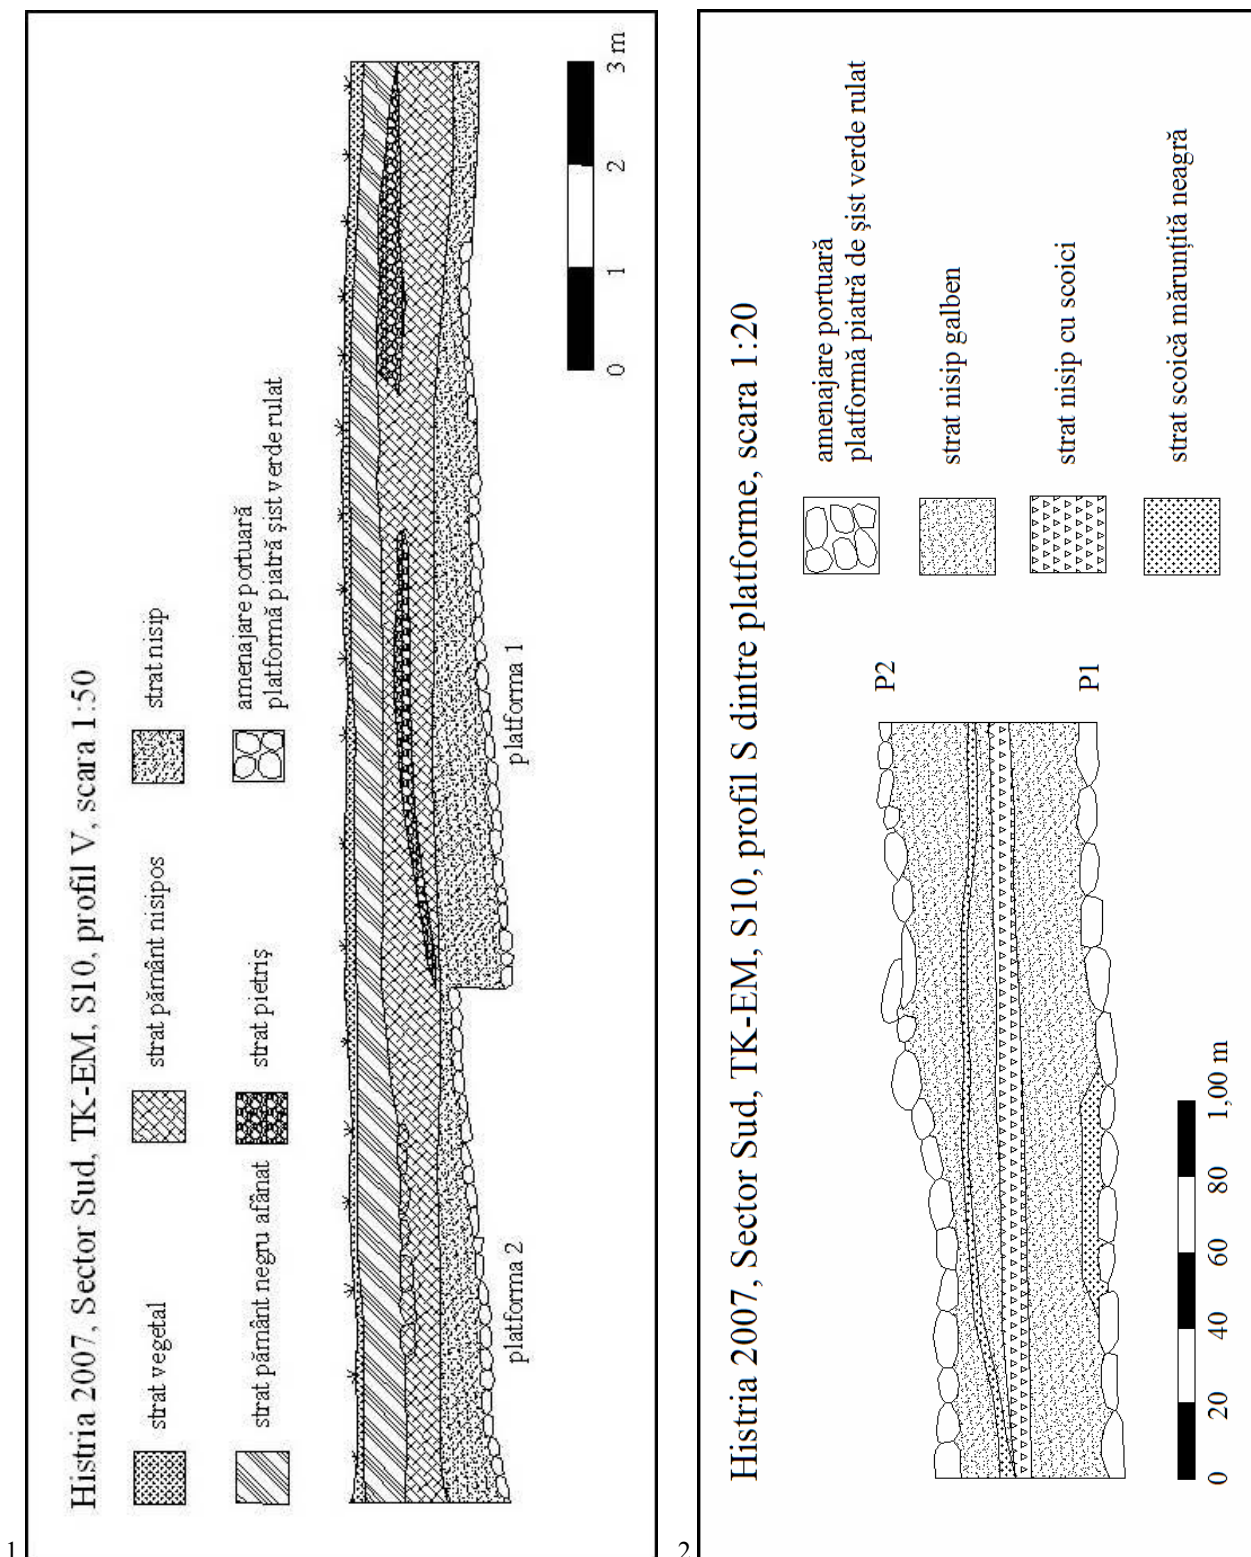 1
Histria 2007, Sector Sud, TK-EM, S10, profil V, scara 1:50
strat vegetal
strat pământ nisipos
strat nisip
strat pământ negru afânat
strat pietriş
amenajare portuară
platformă piatră şist verde rulat
platforma 2
platforma 1
0 1 2 3 m
2
Histria 2007, Sector Sud, TK-EM, S10, profil S dintre platforme, scara 1:20
amenajare portuară
platformă piatră de şist verde rulat
strat nisip galben
strat nisip cu scoici
strat scoică mărunţită neagră
P2
P1
0 20 40 60 80 1,00 m